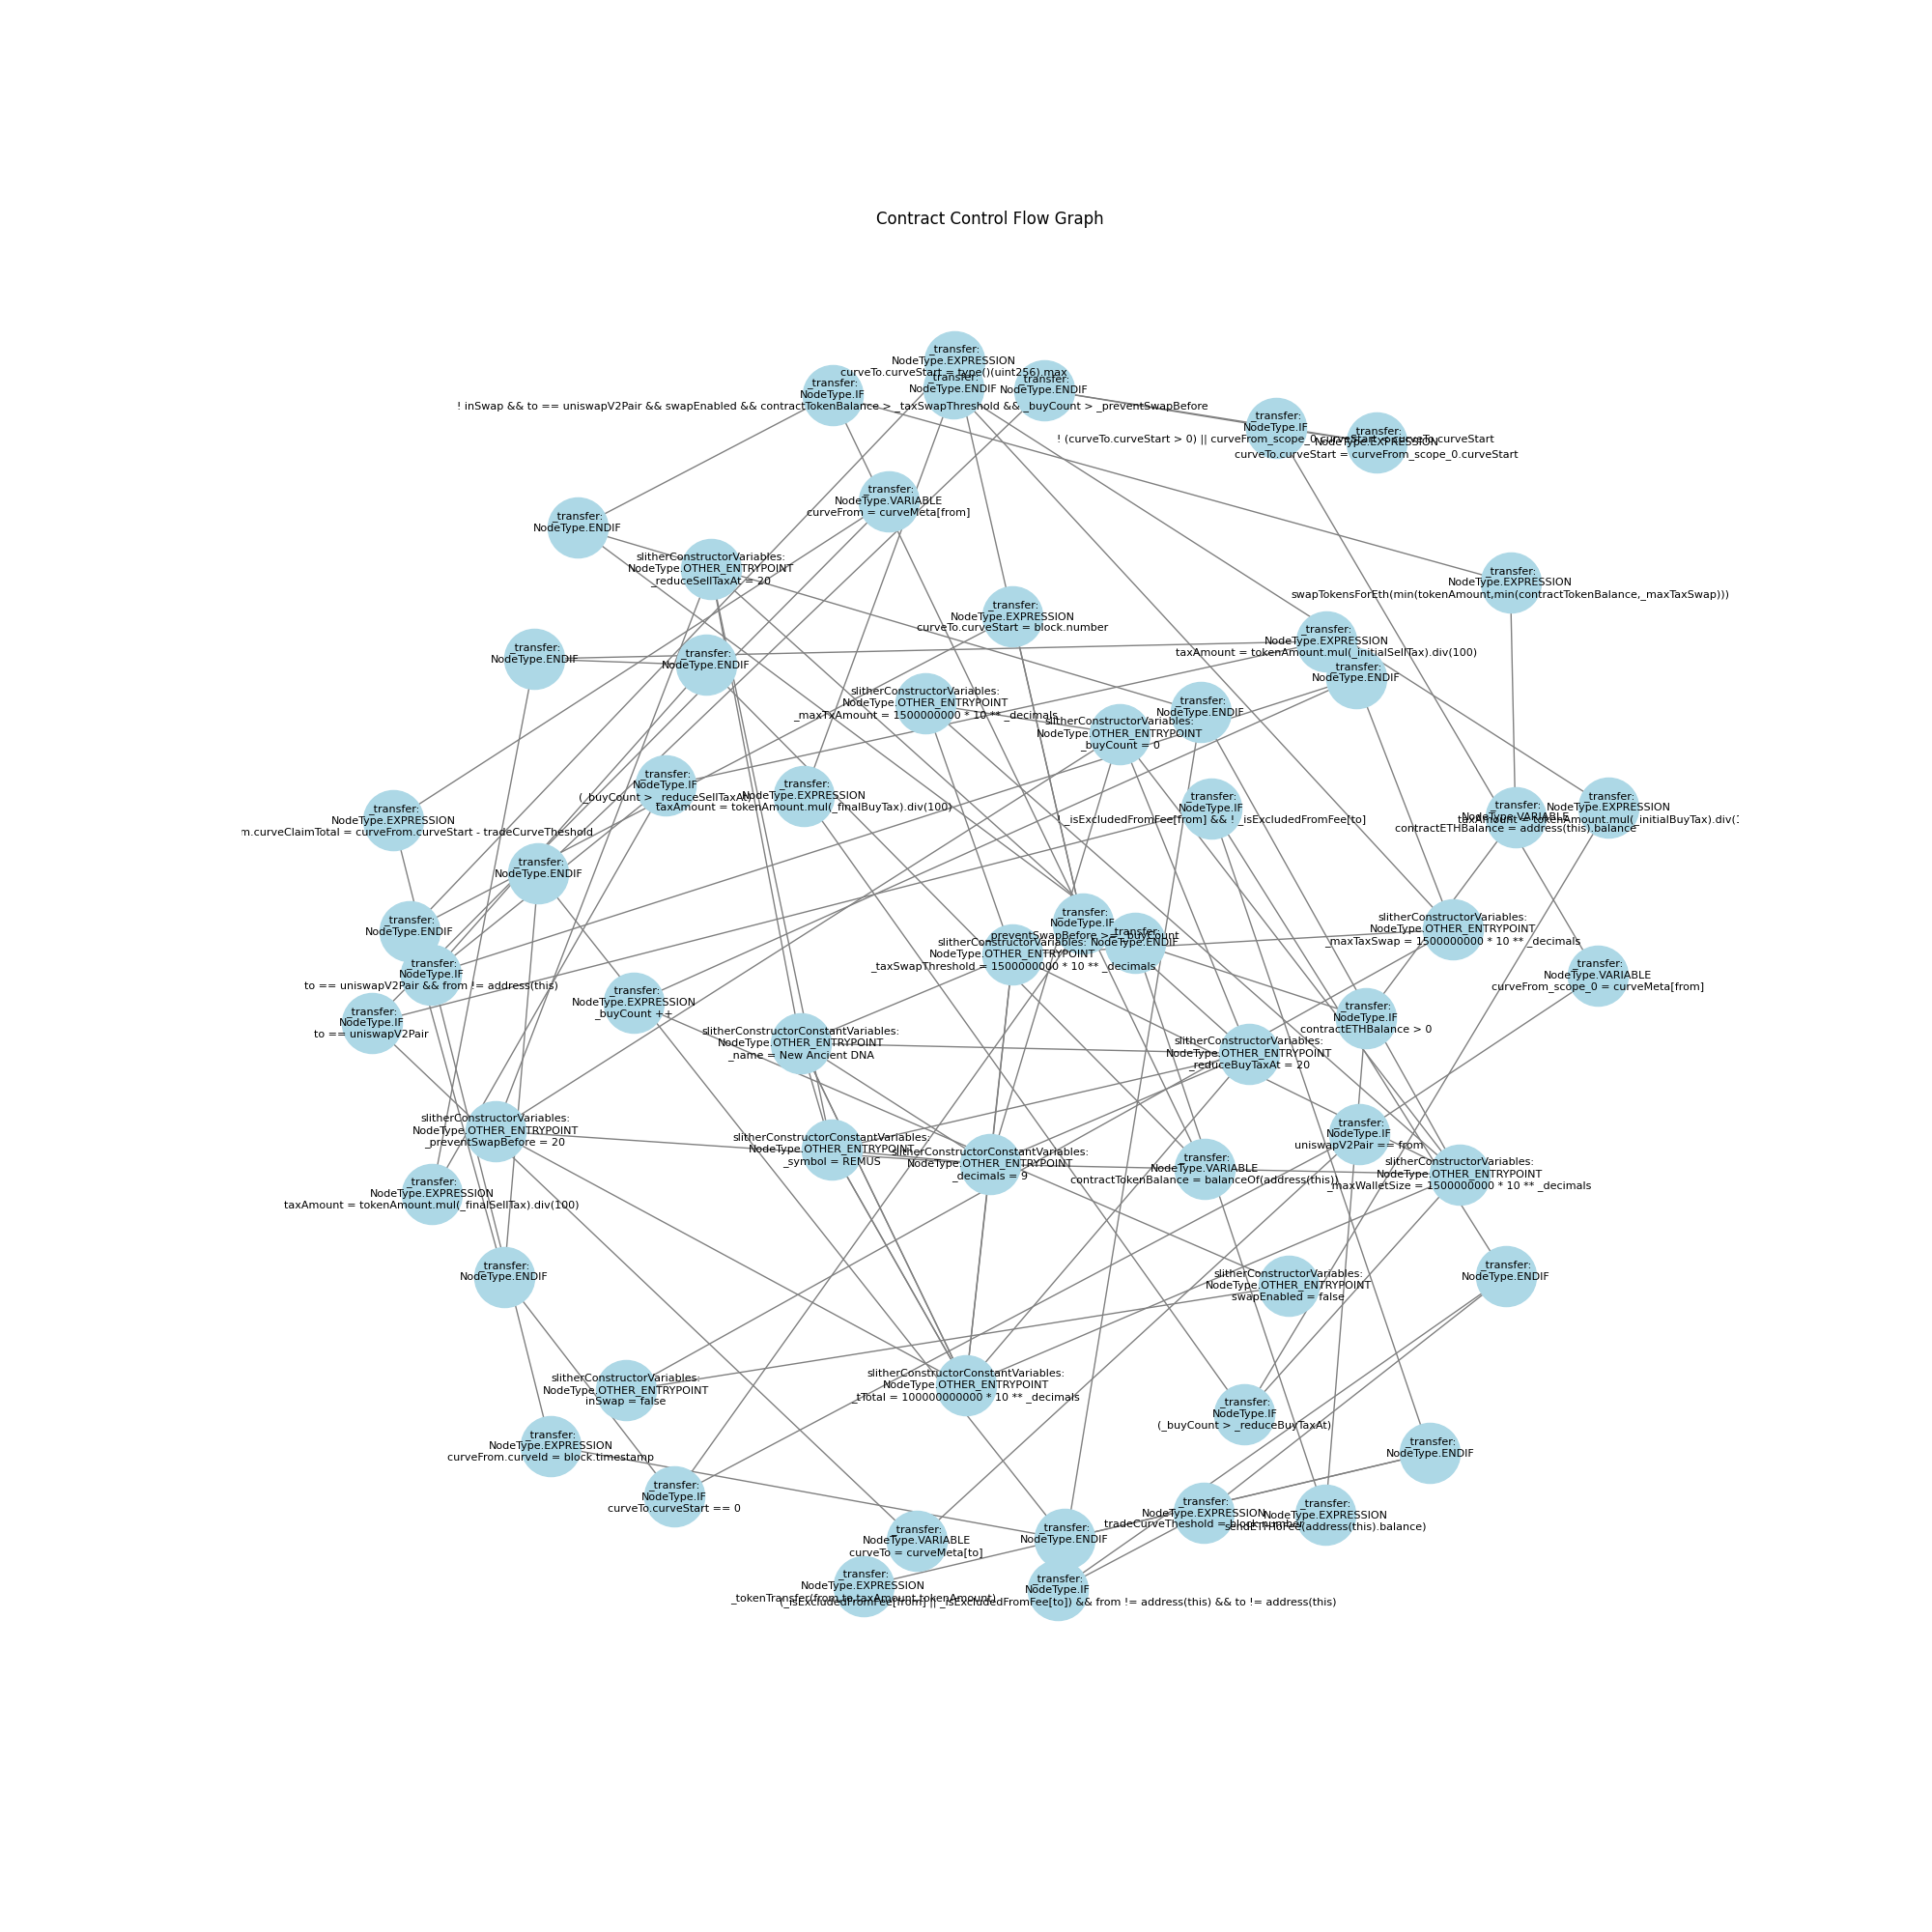 Contract Control Flow Graph
_transfer:
NodeType.EXPRESSION
curveTo.curveStart = type()(uint256).max
NodeType.ENDIF
_transfer:
NodeType.ENDIF
_transfer:
NodeType.IF
! inSwap && to == uniswapV2Pair && swapEnabled && contractTokenBalance > _taxSwapThreshold && _buyCount > _preventSwapBefore
_transfer:
NodeType.IF
! (curveTo.curveStart > 0) || curveFrom_scope_0.curveStart < curveTo.curveStart
_transfer:
NodeType.EXPRESSION
curveTo.curveStart = curveFrom_scope_0.curveStart
_transfer:
NodeType.VARIABLE
curveFrom = curveMeta[from]
_transfer:
NodeType.ENDIF
slitherConstructorVariables:
NodeType.OTHER_ENTRYPOINT
_reduceSellTaxAt = 20
_transfer:
NodeType.EXPRESSION
swapTokensForEth(min(tokenAmount,min(contractTokenBalance,_maxTaxSwap)))
_transfer:
NodeType.EXPRESSION
curveTo.curveStart = block.number
_transfer:
NodeType.EXPRESSION
taxAmount = tokenAmount.mul(_initialSellTax).div(100)
_transfer:
NodeType.ENDIF
_transfer:
NodeType.ENDIF
_transfer:
NodeType.ENDIF
slitherConstructorVariables:
NodeType.OTHER_ENTRYPOINT
_maxTxAmount = 1500000000 * 10 ** _decimals
_transfer:
NodeType.ENDIF
slitherConstructorVariables:
NodeType.OTHER_ENTRYPOINT
_buyCount = 0
_transfer:
NodeType.IF
(_buyCount > _reduceSellTaxAt)
_transfer:
NodeType.EXPRESSION
taxAmount = tokenAmount.mul(_finalBuyTax).div(100)
_transfer:
NodeType.IF
! _isExcludedFromFee[from] && ! _isExcludedFromFee[to]
_transfer:
NodeType.VARIABLE
contractETHBalance = address(this).balance
_transfer:
NodeType.EXPRESSION
taxAmount = tokenAmount.mul(_initialBuyTax).div(
_transfer:
NodeType.EXPRESSION
m.curveClaimTotal = curveFrom.curveStart - tradeCurveTheshold
_transfer:
NodeType.ENDIF
_transfer:
NodeType.ENDIF
_transfer:
NodeType.IF
_preventSwapBefore >= _buyCount
_transfer:
NodeType.ENDIF
slitherConstructorVariables:
NodeType.OTHER_ENTRYPOINT
_taxSwapThreshold = 1500000000 * 10 ** _decimals
slitherConstructorVariables:
NodeType.OTHER_ENTRYPOINT
_maxTaxSwap = 1500000000 * 10 ** _decimals
_transfer:
NodeType.IF
to == uniswapV2Pair && from != address(this)
_transfer:
NodeType.VARIABLE
curveFrom_scope_0 = curveMeta[from]
_transfer:
NodeType.EXPRESSION
_buyCount ++
_transfer:
NodeType.IF
to == uniswapV2Pair
_transfer:
NodeType.IF
contractETHBalance > 0
slitherConstructorConstantVariables:
NodeType.OTHER_ENTRYPOINT
_name = New Ancient DNA
slitherConstructorVariables:
NodeType.OTHER_ENTRYPOINT
_reduceBuyTaxAt = 20
slitherConstructorVariables:
NodeType.OTHER_ENTRYPOINT
_preventSwapBefore = 20
_transfer:
NodeType.IF
uniswapV2Pair == from
slitherConstructorConstantVariables:
NodeType.OTHER_ENTRYPOINT
_symbol = REMUS
slitherConstructorConstantVariables:
NodeType.OTHER_ENTRYPOINT
_decimals = 9
_transfer:
NodeType.VARIABLE
contractTokenBalance = balanceOf(address(this))
slitherConstructorVariables:
NodeType.OTHER_ENTRYPOINT
_maxWalletSize = 1500000000 * 10 ** _decimals
_transfer:
NodeType.EXPRESSION
taxAmount = tokenAmount.mul(_finalSellTax).div(100)
_transfer:
NodeType.ENDIF
slitherConstructorVariables:
NodeType.OTHER_ENTRYPOINT
swapEnabled = false
_transfer:
NodeType.ENDIF
slitherConstructorVariables:
NodeType.OTHER_ENTRYPOINT
inSwap = false
slitherConstructorConstantVariables:
NodeType.OTHER_ENTRYPOINT
_tTotal = 100000000000 * 10 ** _decimals
_transfer:
NodeType.IF
(_buyCount > _reduceBuyTaxAt)
_transfer:
NodeType.EXPRESSION
curveFrom.curveId = block.timestamp
_transfer:
NodeType.ENDIF
_transfer:
NodeType.IF
curveTo.curveStart == 0
_transfer:
NodeType.EXPRESSION
tradeCurveTheshold = block.number
_transfer:
NodeType.EXPRESSION
sendETHToFee(address(this).balance)
_transfer:
NodeType.VARIABLE
curveTo = curveMeta[to]
_transfer:
NodeType.ENDIF
_transfer:
NodeType.EXPRESSION
_tokenTransfer(from,to,taxAmount,tokenAmount)
_transfer:
NodeType.IF
(_isExcludedFromFee[from] || _isExcludedFromFee[to]) && from != address(this) && to != address(this)